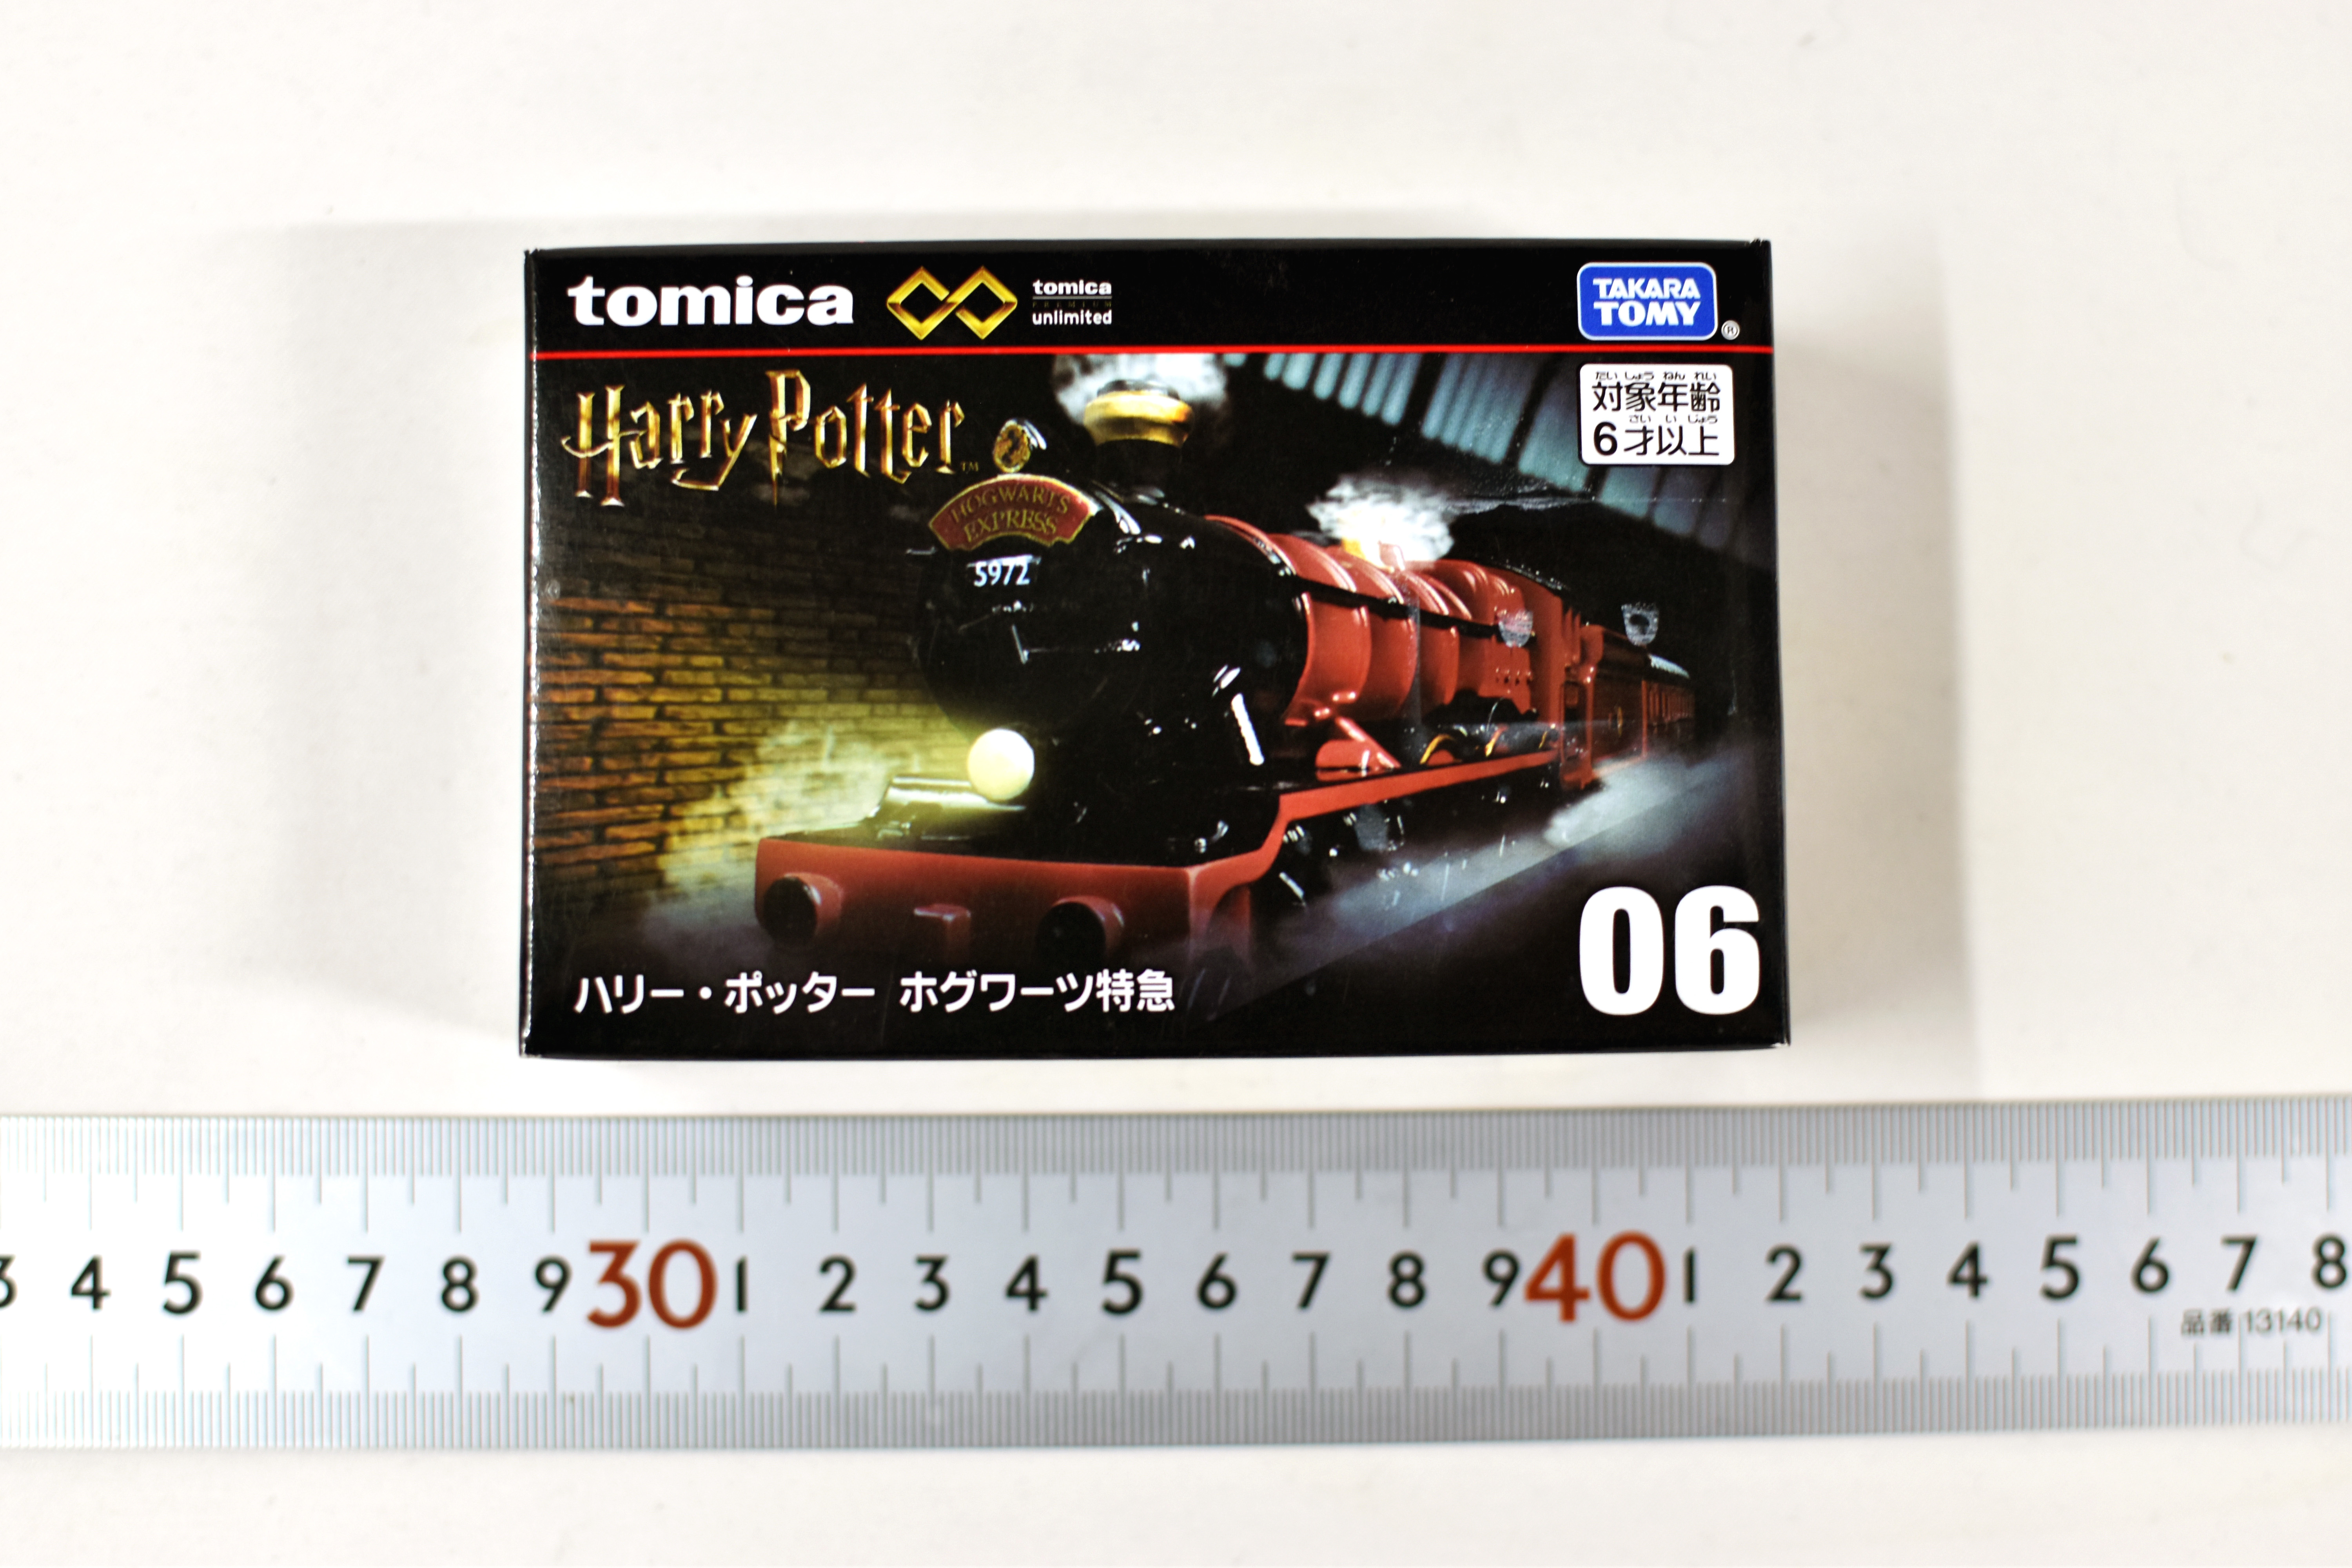 tomica
tomica
PREMIUM
unlimited
TAKARA
TOMY
®
Harry Potter™
たいしょうねんれい
対象年齢
さいいじょう
6才以上
HOGWARTS
EXPRESS
5972
ハリー・ポッター ホグワーツ特急
06
3 4 5 6 7 8 9 30 1 2 3 4 5 6 7 8 9 40 1 2 3 4 5 6 7 8
品番 13140